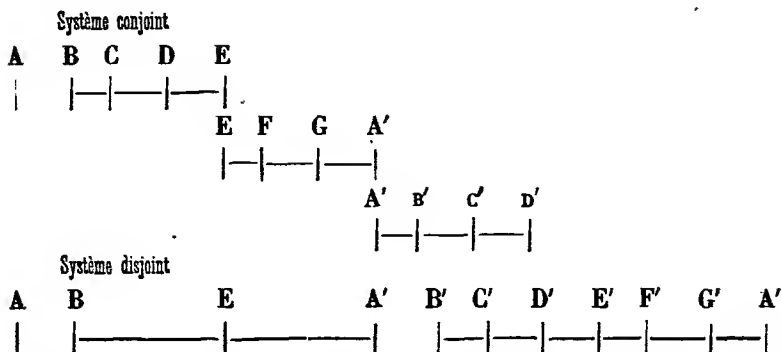 Système conjoint
A B C D E
E F G A'
A' B' C' D'
Système disjoint
A B E A' B' C' D' E' F' G' A'